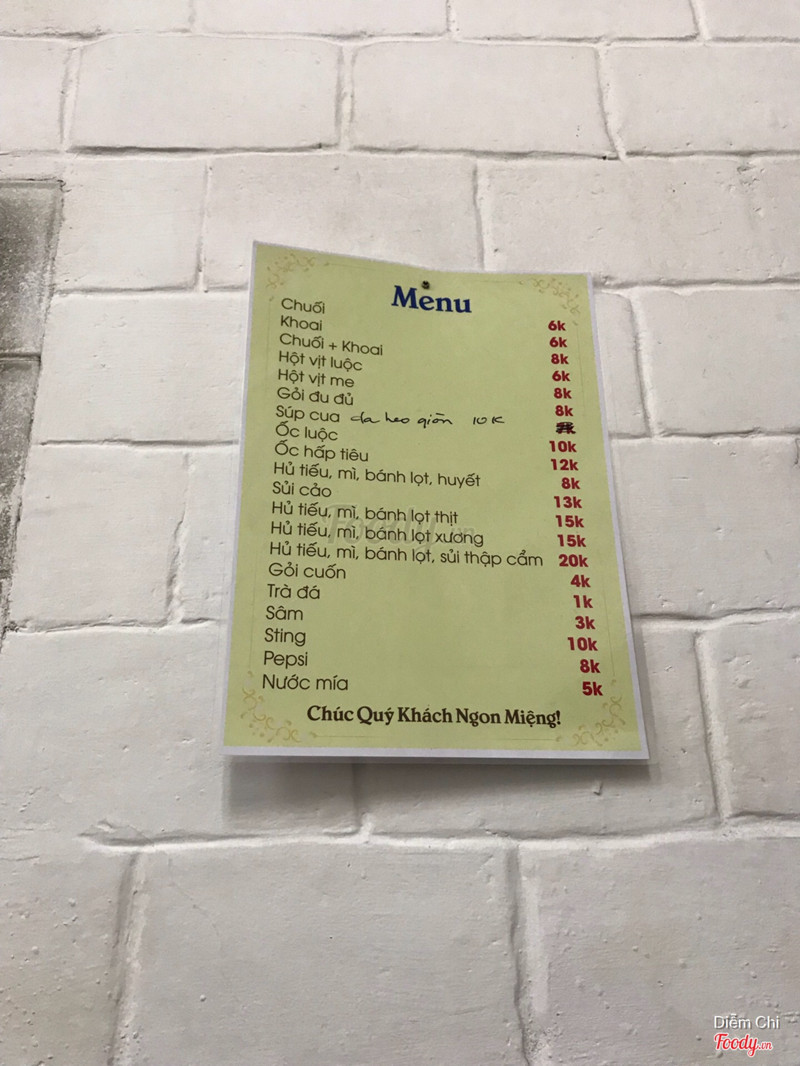 Menu
Chuối 6k
Khoai 6k
Chuối + Khoai 8k
Hột vịt luộc 6k
Hột vịt me 8k
Gỏi đu đủ 8k
Súp cua da heo giòn 10K
Ốc luộc 10k
Ốc hấp tiêu 12k
Hủ tiếu, mì, bánh lọt, huyết 8k
Sủi cảo 13k
Hủ tiếu, mì, bánh lọt thịt 15k
Hủ tiếu, mì, bánh lọt xương 15k
Hủ tiếu, mì, bánh lọt, sủi thập cẩm 20k
Gỏi cuốn 4k
Trà đá 1k
Sâm 3k
Sting 10k
Pepsi 8k
Nước mía 5k
Chúc Quý Khách Ngon Miệng!
Diễm Chi
Foody.vn